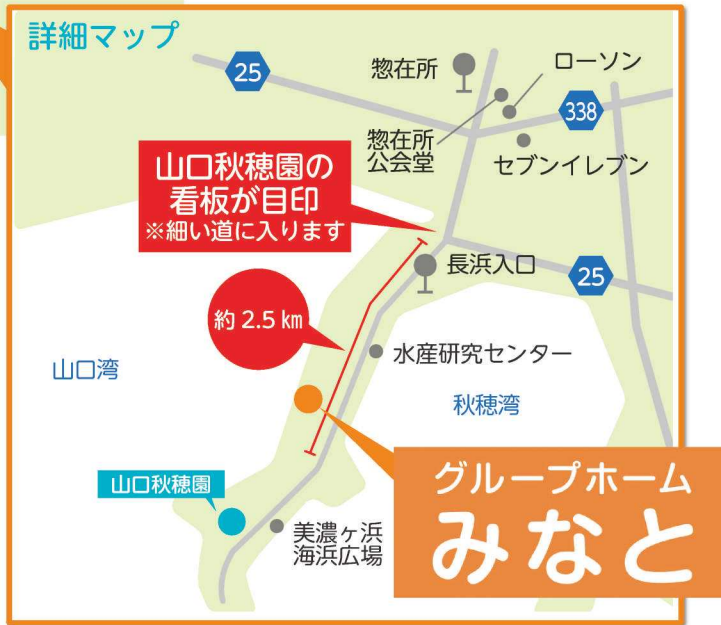 詳細マップ
25
惣在所
ローソン
338
惣在所
公会堂
セブンイレブン
山口秋穂園の
看板が目印
※細い道に入ります
長浜入口
25
約2.5㎞
水産研究センター
山口湾
秋穂湾
グループホーム
みなと
山口秋穂園
美濃ヶ浜
海浜広場